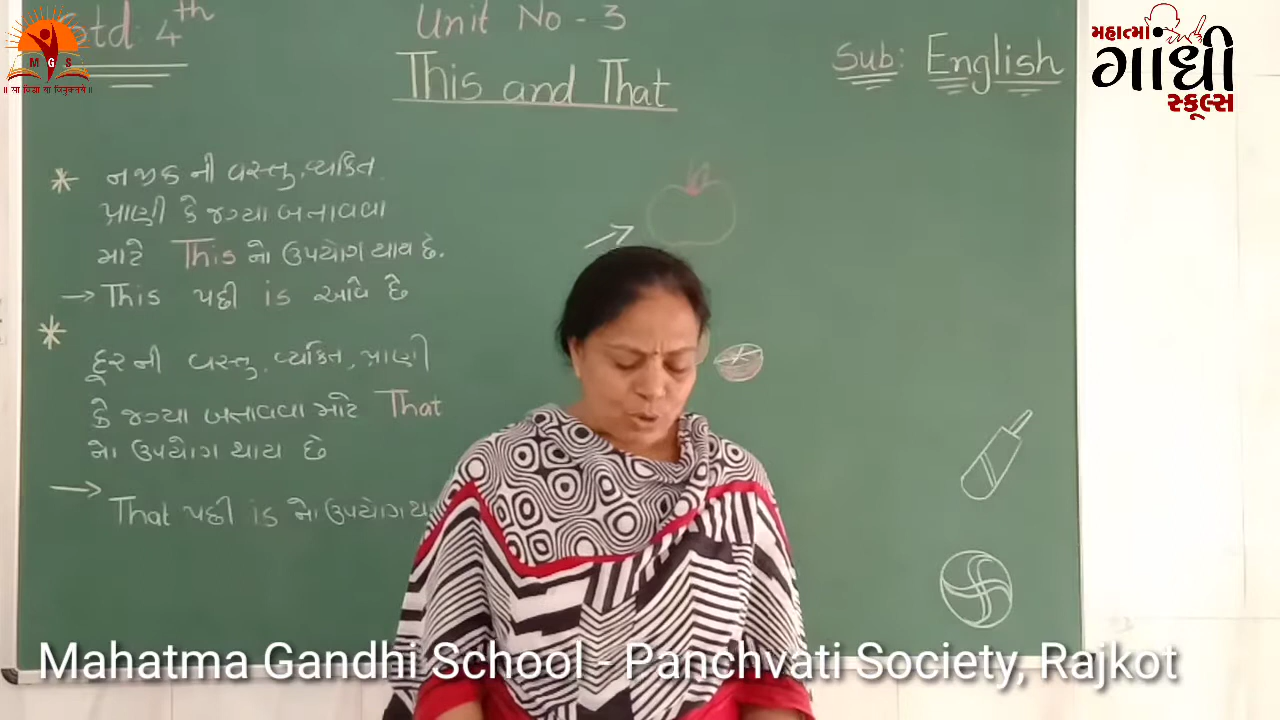 Std: 4th
Unit No - 3
This and That
Sub: English
મહાત્મા
ગાંધી
સ્કૂલ્સ
M G S
॥ सा विद्या या विमुक्तये ॥
* નજીક ની વસ્તુ, વ્યકિત,
પ્રાણી કે જગ્યા બતાવવા
માટે This નો ઉપયોગ થાય છે.
→ This પછી is આવે છે
* દૂર ની વસ્તુ, વ્યકિત, પ્રાણી
કે જગ્યા બતાવવા માટે That
નો ઉપયોગ થાય છે
→ That પછી is નો ઉપયોગ
Mahatma Gandhi School - Panchvati Society, Rajkot